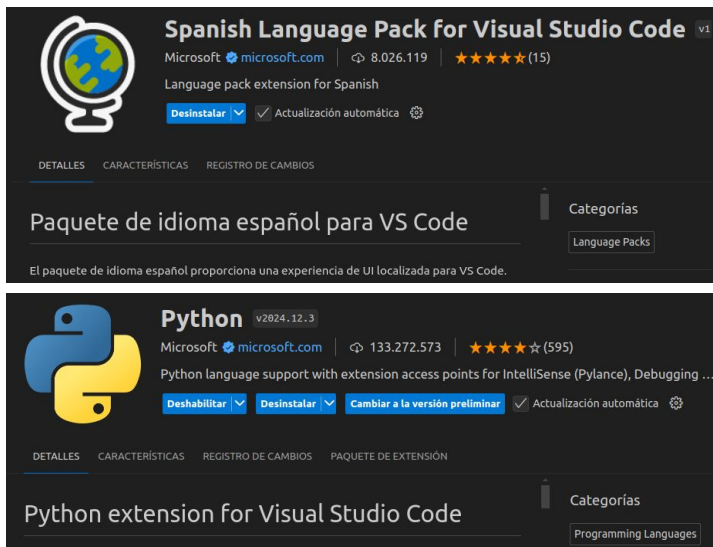 Spanish Language Pack for Visual Studio Code v1
Microsoft microsoft.com 8.026.119 ★★★★★(15)
Language pack extension for Spanish
Desinstalar Actualización automática
DETALLES CARACTERÍSTICAS REGISTRO DE CAMBIOS
Paquete de idioma español para VS Code
Categorías
Language Packs
El paquete de idioma español proporciona una experiencia de UI localizada para VS Code.
Python v2024.12.3
Microsoft microsoft.com 133.272.573 ★★★★☆(595)
Python language support with extension access points for IntelliSense (Pylance), Debugging ...
Deshabilitar Desinstalar Cambiar a la versión preliminar Actualización automática
DETALLES CARACTERÍSTICAS REGISTRO DE CAMBIOS PAQUETE DE EXTENSIÓN
Python extension for Visual Studio Code
Categorías
Programming Languages